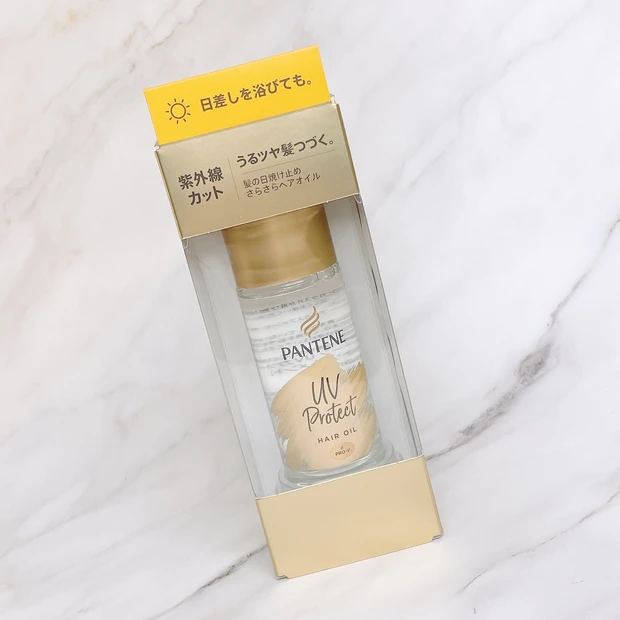 日差しを浴びても。
紫外線
カット
うるツヤ髪つづく。
髪の日焼け止め
さらさらヘアオイル
PANTENE
UV
Protect
HAIR OIL
PRO-V